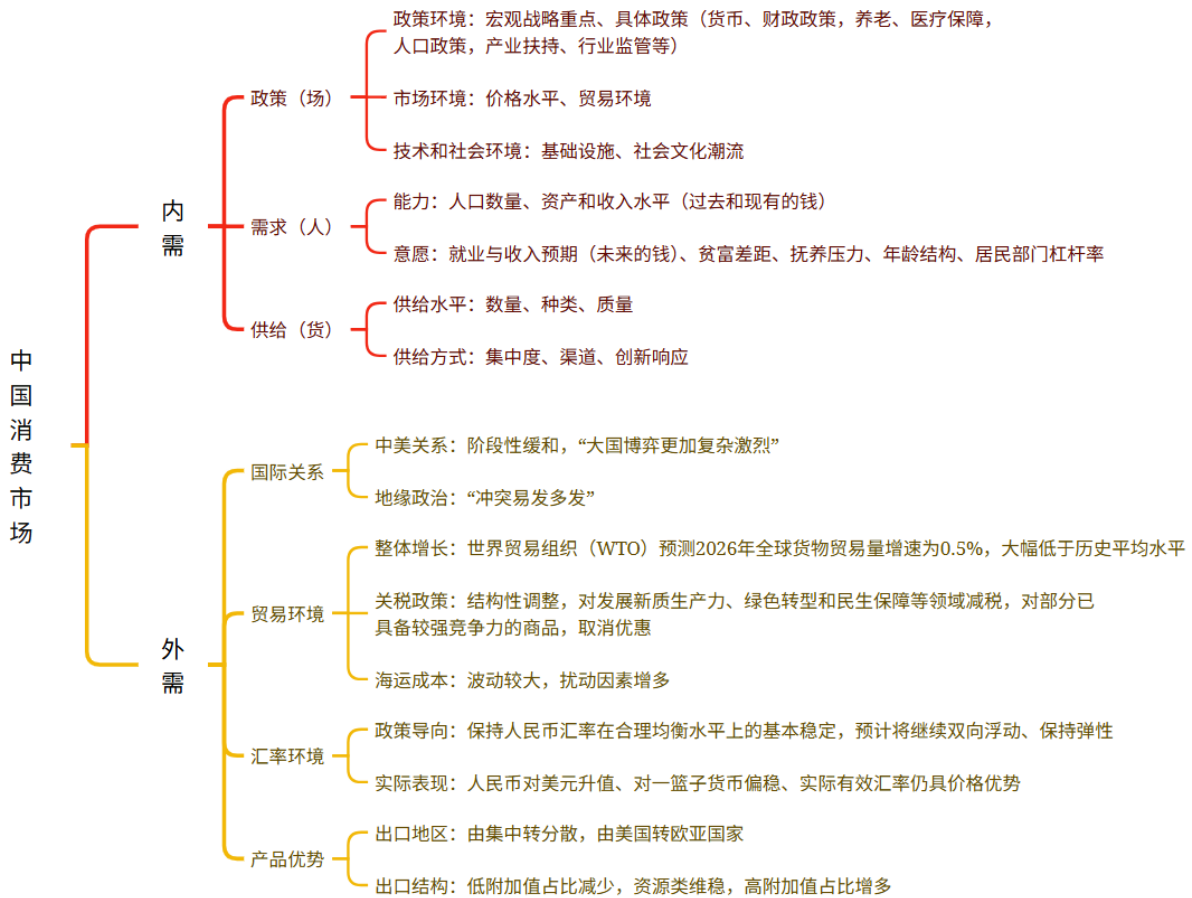 中国消费市场
内需
政策（场）
政策环境：宏观战略重点、具体政策（货币、财政政策，养老、医疗保障，
人口政策，产业扶持、行业监管等）
市场环境：价格水平、贸易环境
技术和社会环境：基础设施、社会文化潮流
需求（人）
能力：人口数量、资产和收入水平（过去和现有的钱）
意愿：就业与收入预期（未来的钱）、贫富差距、抚养压力、年龄结构、居民部门杠杆率
供给（货）
供给水平：数量、种类、质量
供给方式：集中度、渠道、创新响应
外需
国际关系
中美关系：阶段性缓和，“大国博弈更加复杂激烈”
地缘政治：“冲突易发多发”
贸易环境
整体增长：世界贸易组织（WTO）预测2026年全球货物贸易量增速为0.5%，大幅低于历史平均水平
关税政策：结构性调整，对发展新质生产力、绿色转型和民生保障等领域减税，对部分已
具备较强竞争力的商品，取消优惠
海运成本：波动较大，扰动因素增多
汇率环境
政策导向：保持人民币汇率在合理均衡水平上的基本稳定，预计将继续双向浮动、保持弹性
实际表现：人民币对美元升值、对一篮子货币偏稳、实际有效汇率仍具价格优势
产品优势
出口地区：由集中转分散，由美国转欧亚国家
出口结构：低附加值占比减少，资源类维稳，高附加值占比增多